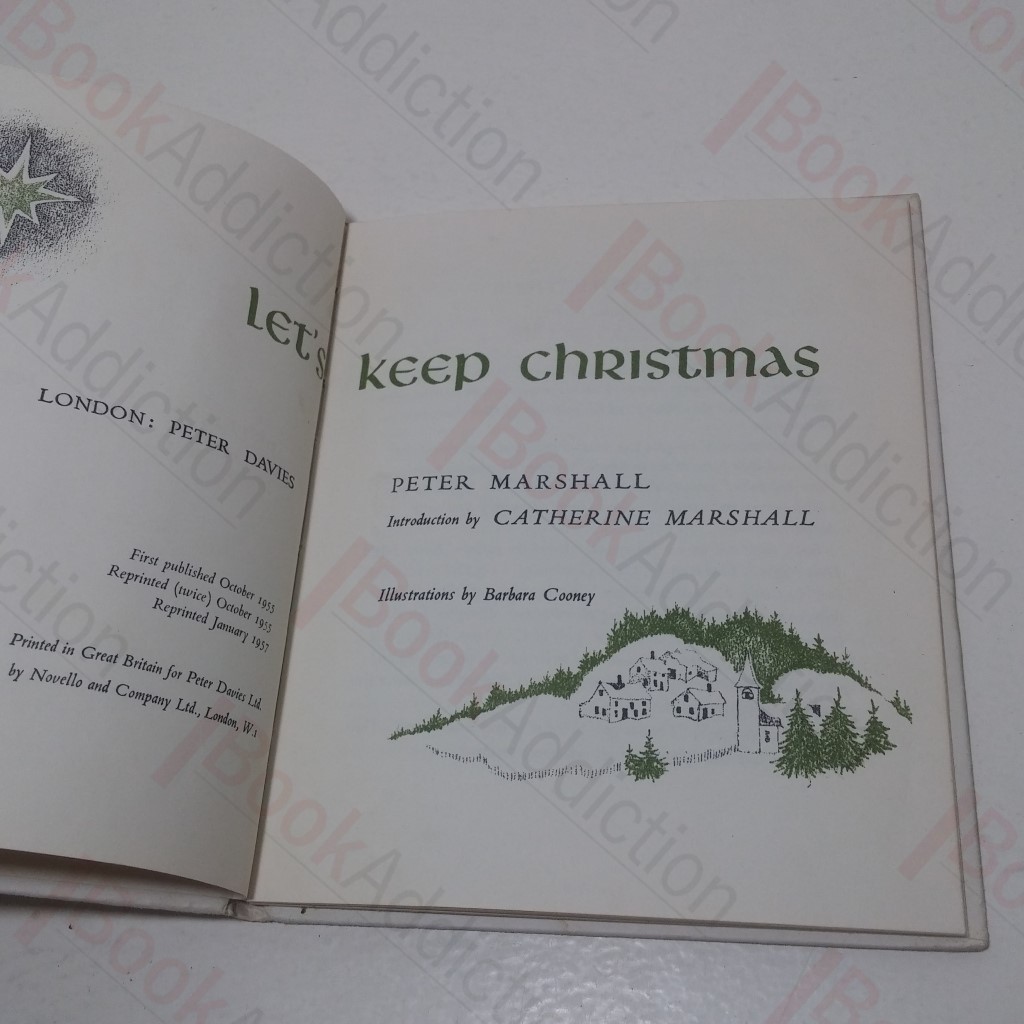 Let's keep christmas
LONDON: PETER DAVIES
First published October 1955
Reprinted (twice) October 1955
Reprinted January 1957
Printed in Great Britain for Peter Davies Ltd.
by Novello and Company Ltd., London, W.1
PETER MARSHALL
Introduction by CATHERINE MARSHALL
Illustrations by Barbara Cooney
BookAddiction